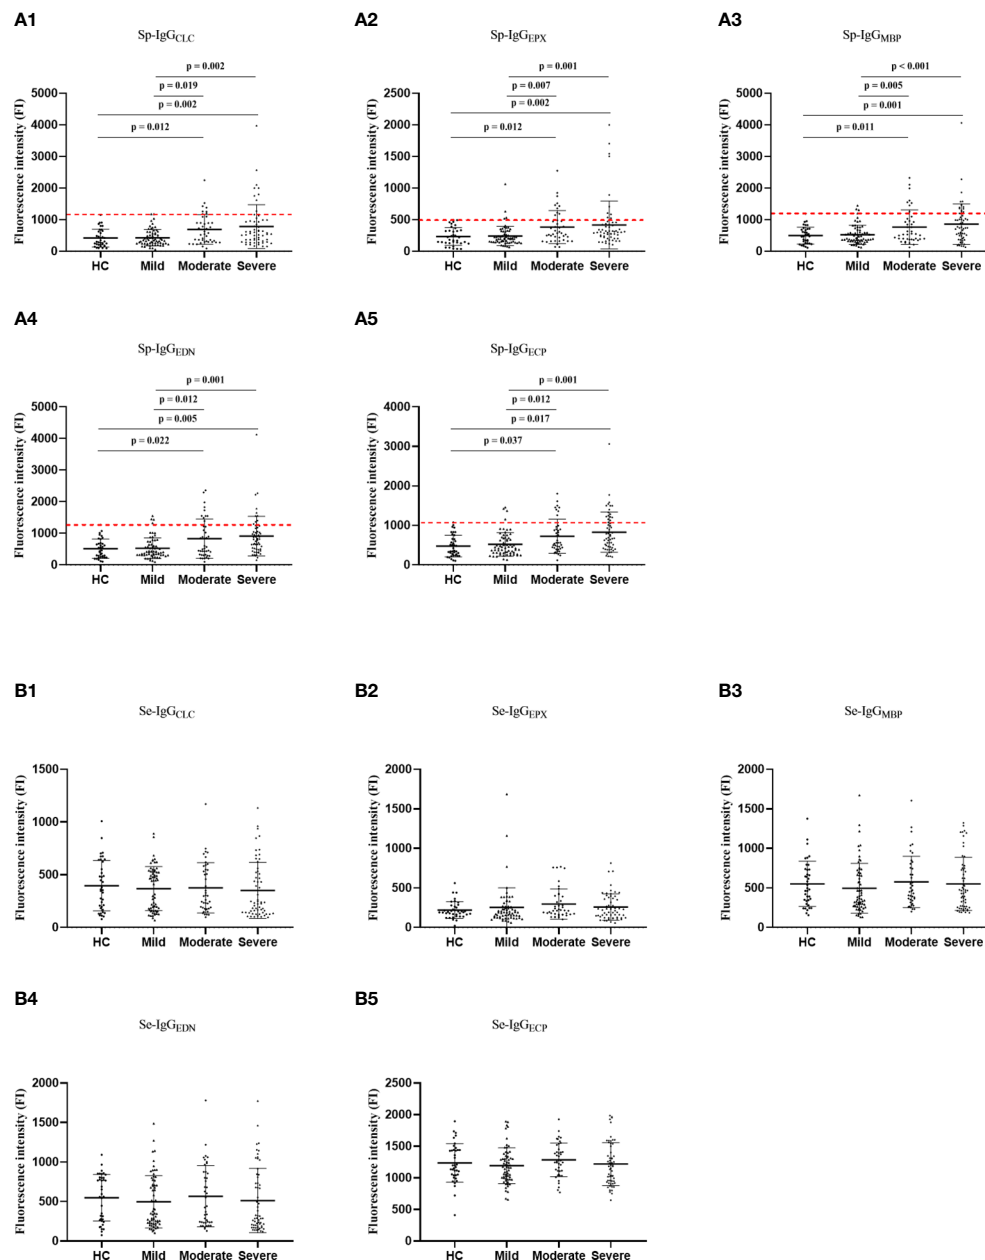 A1
A2
A3
Sp-IgGCLC
Sp-IgGEPX
Sp-IgGMBP
p = 0.002
p = 0.019
p = 0.002
p = 0.012
Fluorescence intensity (FI)
5000
4000
3000
2000
1000
0
HC Mild Moderate Severe
p = 0.001
p = 0.007
p = 0.002
p = 0.012
Fluorescence intensity (FI)
2500
2000
1500
1000
500
0
HC Mild Moderate Severe
p < 0.001
p = 0.005
p = 0.001
p = 0.011
Fluorescence intensity (FI)
5000
4000
3000
2000
1000
0
HC Mild Moderate Severe
A4
A5
Sp-IgGEDN
Sp-IgGECP
p = 0.001
p = 0.012
p = 0.005
p = 0.022
Fluorescence intensity (FI)
5000
4000
3000
2000
1000
0
HC Mild Moderate Severe
p = 0.001
p = 0.012
p = 0.017
p = 0.037
Fluorescence intensity (FI)
4000
3000
2000
1000
0
HC Mild Moderate Severe
B1
B2
B3
Se-IgGCLC
Se-IgGEPX
Se-IgGMBP
Fluorescence intensity (FI)
1500
1000
500
0
HC Mild Moderate Severe
Fluorescence intensity (FI)
2000
1500
1000
500
0
HC Mild Moderate Severe
Fluorescence intensity (FI)
2000
1500
1000
500
0
HC Mild Moderate Severe
B4
B5
Se-IgGEDN
Se-IgGECP
Fluorescence intensity (FI)
2000
1500
1000
500
0
HC Mild Moderate Severe
Fluorescence intensity (FI)
2500
2000
1500
1000
500
0
HC Mild Moderate Severe